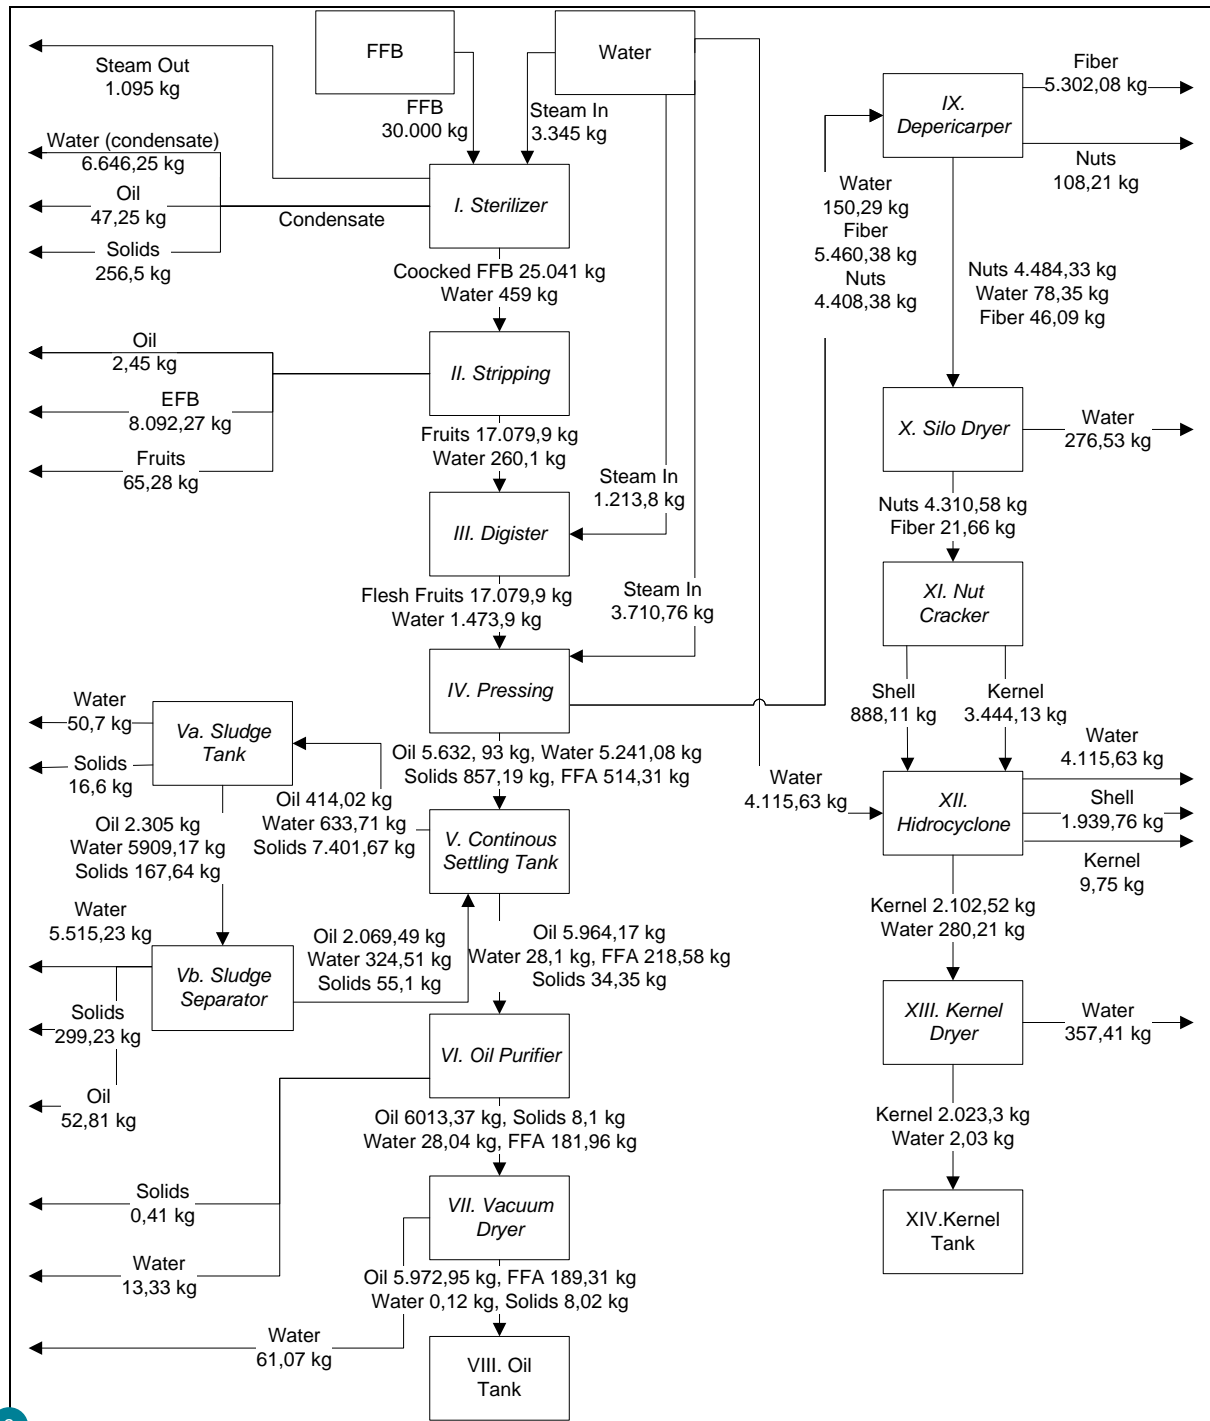 FFB
Water
Steam Out
1.095 kg
FFB
30.000 kg
Steam In
3.345 kg
Water (condensate)
6.646,25 kg
Oil
47,25 kg
Solids
256,5 kg
Condensate
I. Sterilizer
Coocked FFB 25.041 kg
Water 459 kg
Oil
2,45 kg
EFB
8.092,27 kg
Fruits
65,28 kg
II. Stripping
Fruits 17.079,9 kg
Water 260,1 kg
Steam In
1.213,8 kg
III. Digister
Flesh Fruits 17.079,9 kg
Water 1.473,9 kg
Steam In
3.710,76 kg
IV. Pressing
Oil 5.632, 93 kg, Water 5.241,08 kg
Solids 857,19 kg, FFA 514,31 kg
Water
50,7 kg
Solids
16,6 kg
Va. Sludge
Tank
Oil 414,02 kg
Water 633,71 kg
Solids 7.401,67 kg
V. Continous
Settling Tank
Oil 2.305 kg
Water 5909,17 kg
Solids 167,64 kg
Water
5.515,23 kg
Solids
299,23 kg
Oil
52,81 kg
Vb. Sludge
Separator
Oil 2.069,49 kg
Water 324,51 kg
Solids 55,1 kg
Oil 5.964,17 kg
Water 28,1 kg, FFA 218,58 kg
Solids 34,35 kg
VI. Oil Purifier
Oil 6013,37 kg, Solids 8,1 kg
Water 28,04 kg, FFA 181,96 kg
Solids
0,41 kg
Water
13,33 kg
VII. Vacuum
Dryer
Oil 5.972,95 kg, FFA 189,31 kg
Water 0,12 kg, Solids 8,02 kg
Water
61,07 kg
VIII. Oil
Tank
Water
150,29 kg
Fiber
5.460,38 kg
Nuts
4.408,38 kg
IX.
Depericarper
Fiber
5.302,08 kg
Nuts
108,21 kg
Nuts 4.484,33 kg
Water 78,35 kg
Fiber 46,09 kg
X. Silo Dryer
Water
276,53 kg
Nuts 4.310,58 kg
Fiber 21,66 kg
XI. Nut
Cracker
Shell
888,11 kg
Kernel
3.444,13 kg
Water
4.115,63 kg
XII.
Hidrocyclone
Water
4.115,63 kg
Shell
1.939,76 kg
Kernel
9,75 kg
Kernel 2.102,52 kg
Water 280,21 kg
XIII. Kernel
Dryer
Water
357,41 kg
Kernel 2.023,3 kg
Water 2,03 kg
XIV.Kernel
Tank